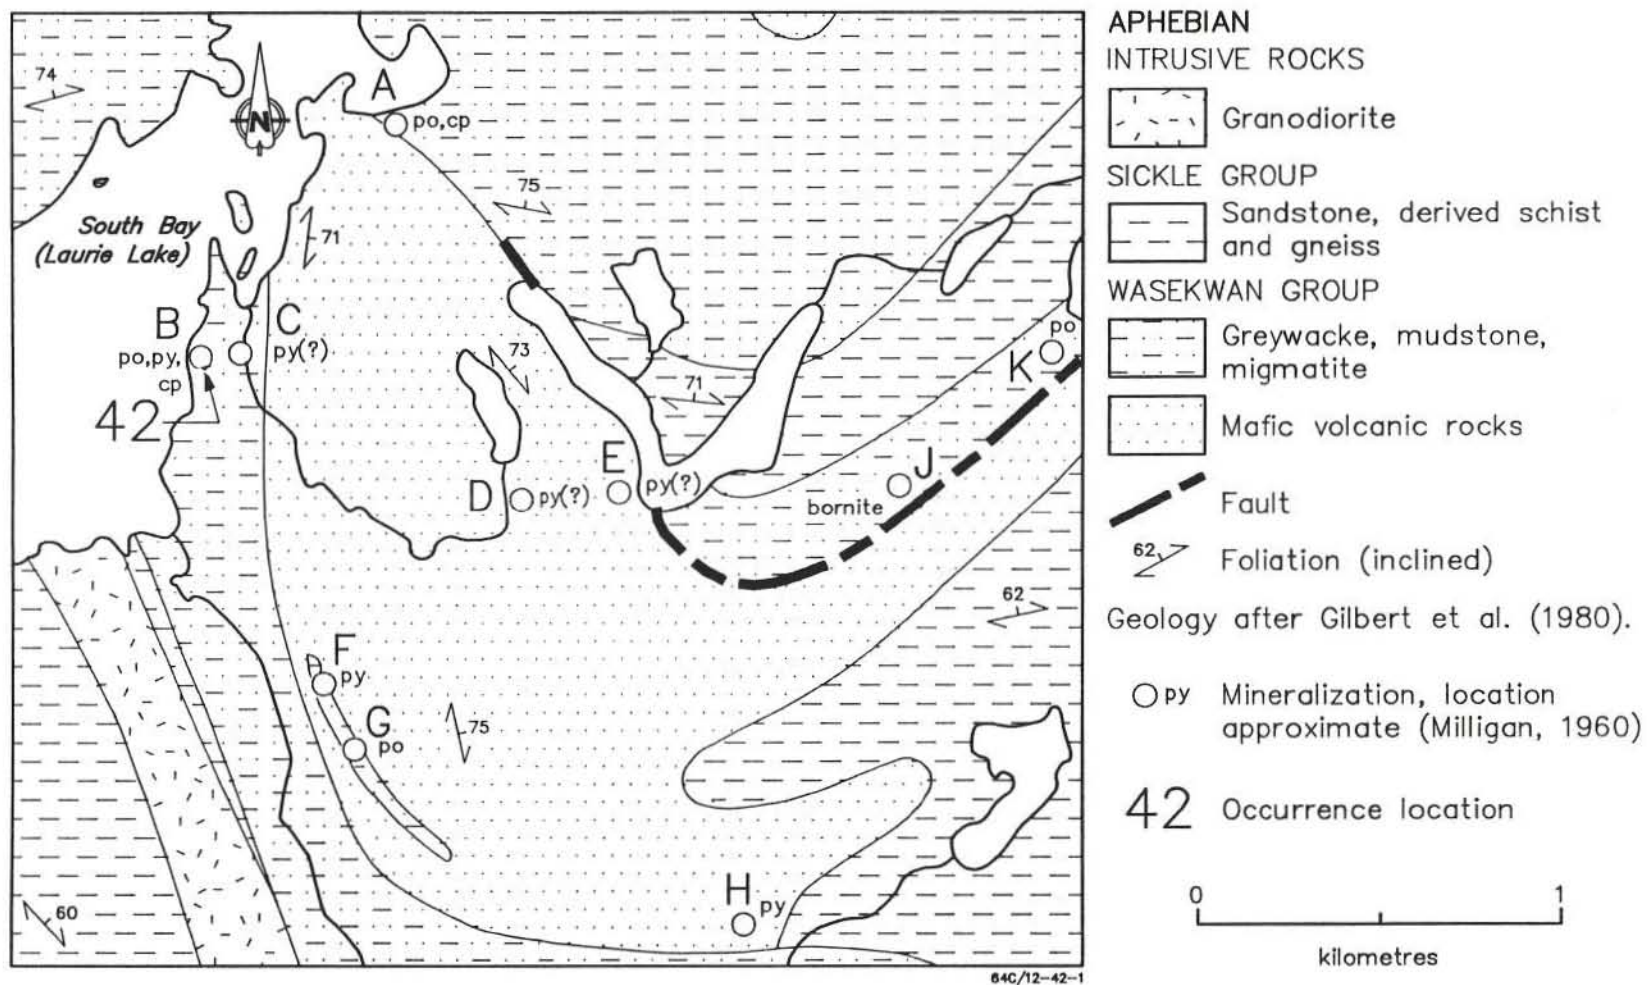 74
A
po,cp
N
75
South Bay
(Laurie Lake)
71
B
C
po,py,
cp
py(?)
42
73
71
po
K
D
py(?)
E
py(?)
J
bornite
62
F
py
G
po
75
60
H
py
64C/12-42-1
APHEBIAN
INTRUSIVE ROCKS
Granodiorite
SICKLE GROUP
Sandstone, derived schist
and gneiss
WASEKWAN GROUP
Greywacke, mudstone,
migmatite
Mafic volcanic rocks
Fault
62
Foliation (inclined)
Geology after Gilbert et al. (1980).
py
Mineralization, location
approximate (Milligan, 1960)
42
Occurrence location
0
1
kilometres